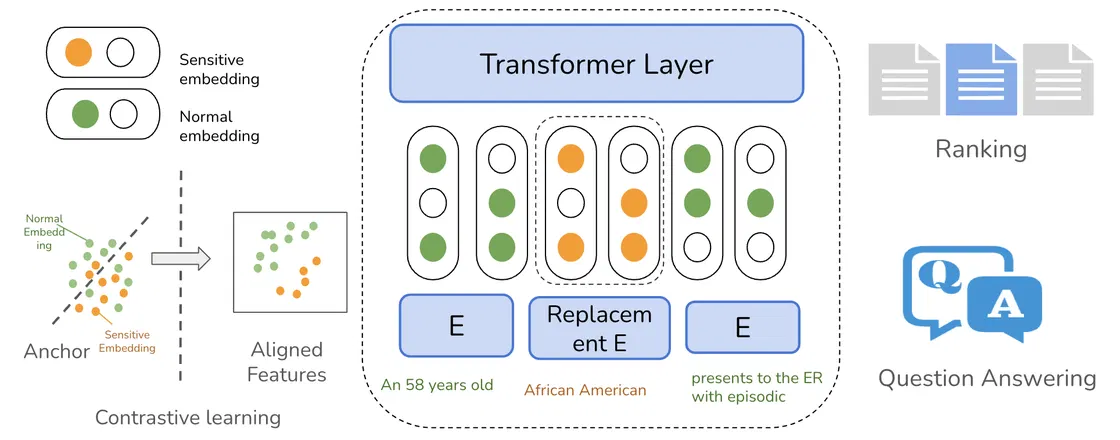 Sensitive
embedding
Normal
embedding
Normal
Embedd
ing
Sensitive
Embedding
Anchor
Aligned
Features
Contrastive learning
Transformer Layer
E
Replacem
ent E
E
An 58 years old
African American
presents to the ER
with episodic
Ranking
Q
A
Question Answering